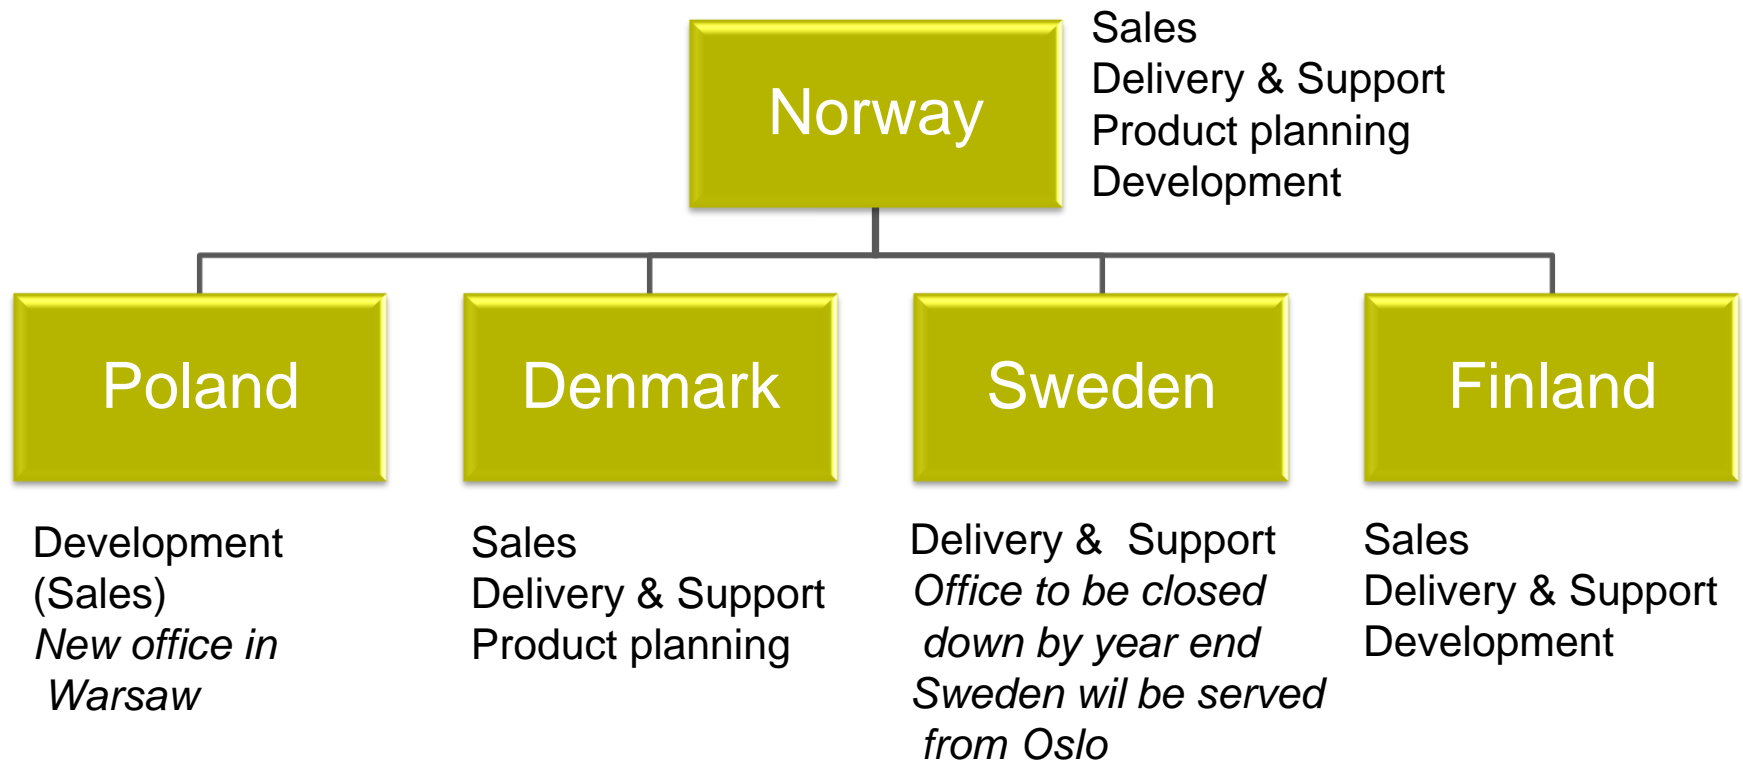 Norway
Sales
Delivery & Support
Product planning
Development
Poland
Denmark
Sweden
Finland
Development
(Sales)
New office in
Warsaw
Sales
Delivery & Support
Product planning
Delivery & Support
Office to be closed
down by year end
Sweden wil be served
from Oslo
Sales
Delivery & Support
Development